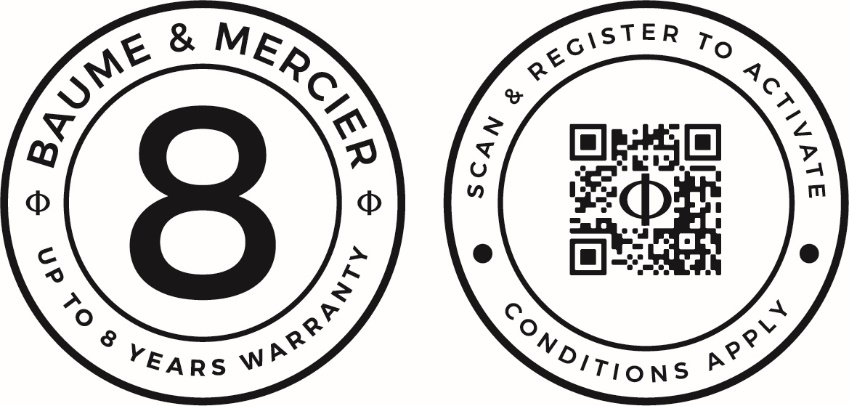 BAUME & MERCIER
8
Φ Φ
UP TO 8 YEARS WARRANTY
SCAN & REGISTER TO ACTIVATE
Φ
CONDITIONS APPLY